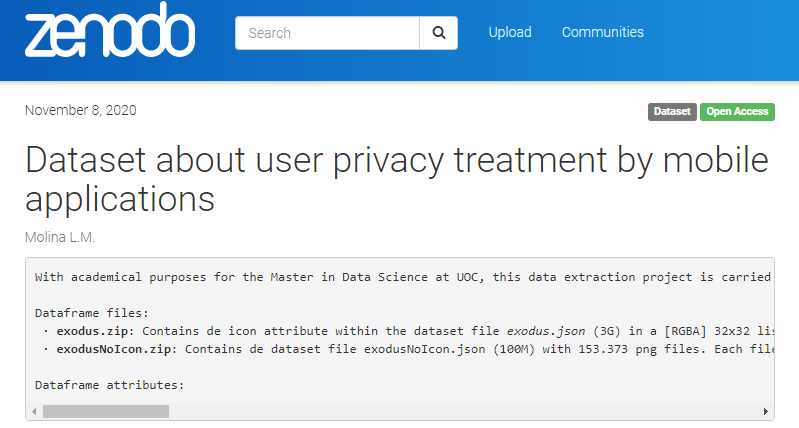 zenodo
Search
Upload
Communities
November 8, 2020
Dataset
Open Access
Dataset about user privacy treatment by mobile
applications
Molina L.M.
With academical purposes for the Master in Data Science at UOC, this data extraction project is carried
Dataframe files:
· exodus.zip: Contains de icon attribute within the dataset file exodus.json (3G) in a [RGBA] 32x32 lis
· exodusNoIcon.zip: Contains de dataset file exodusNoIcon.json (100M) with 153.373 png files. Each file
Dataframe attributes: